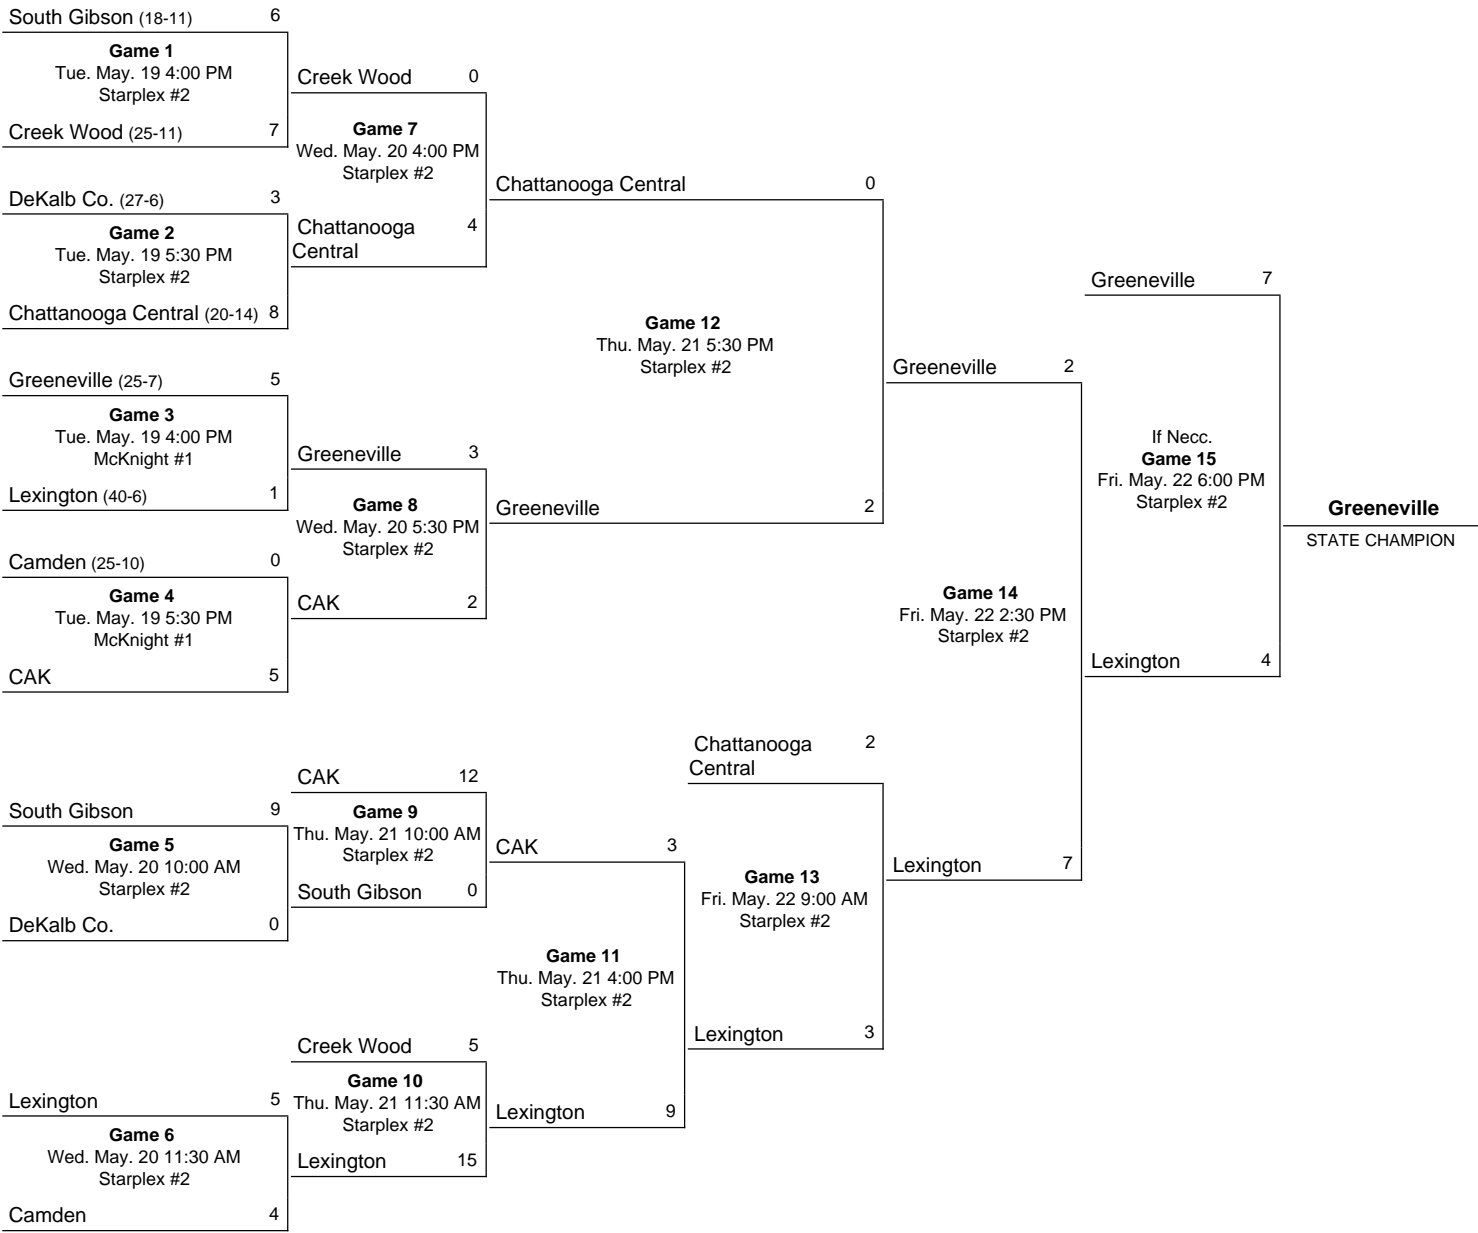 South Gibson (18-11) 6
Game 1
Tue. May. 19 4:00 PM
Starplex #2
Creek Wood (25-11) 7
DeKalb Co. (27-6) 3
Game 2
Tue. May. 19 5:30 PM
Starplex #2
Chattanooga Central (20-14) 8
Greeneville (25-7) 5
Game 3
Tue. May. 19 4:00 PM
McKnight #1
Lexington (40-6) 1
Camden (25-10) 0
Game 4
Tue. May. 19 5:30 PM
McKnight #1
CAK 5
South Gibson 9
Game 5
Wed. May. 20 10:00 AM
Starplex #2
DeKalb Co. 0
Lexington 5
Game 6
Wed. May. 20 11:30 AM
Starplex #2
Camden 4
Creek Wood 0
Game 7
Wed. May. 20 4:00 PM
Starplex #2
Chattanooga 4
Central
Greeneville 3
Game 8
Wed. May. 20 5:30 PM
Starplex #2
CAK 2
CAK 12
Game 9
Thu. May. 21 10:00 AM
Starplex #2
South Gibson 0
Creek Wood 5
Game 10
Thu. May. 21 11:30 AM
Starplex #2
Lexington 15
Chattanooga Central 0
Game 12
Thu. May. 21 5:30 PM
Starplex #2
Greeneville 2
CAK 3
Game 11
Thu. May. 21 4:00 PM
Starplex #2
Lexington 9
Chattanooga 2
Central
Game 13
Fri. May. 22 9:00 AM
Starplex #2
Lexington 3
Greeneville 2
Game 14
Fri. May. 22 2:30 PM
Starplex #2
Lexington 7
Greeneville 7
If Necc.
Game 15
Fri. May. 22 6:00 PM
Starplex #2
Lexington 4
Greeneville
STATE CHAMPION